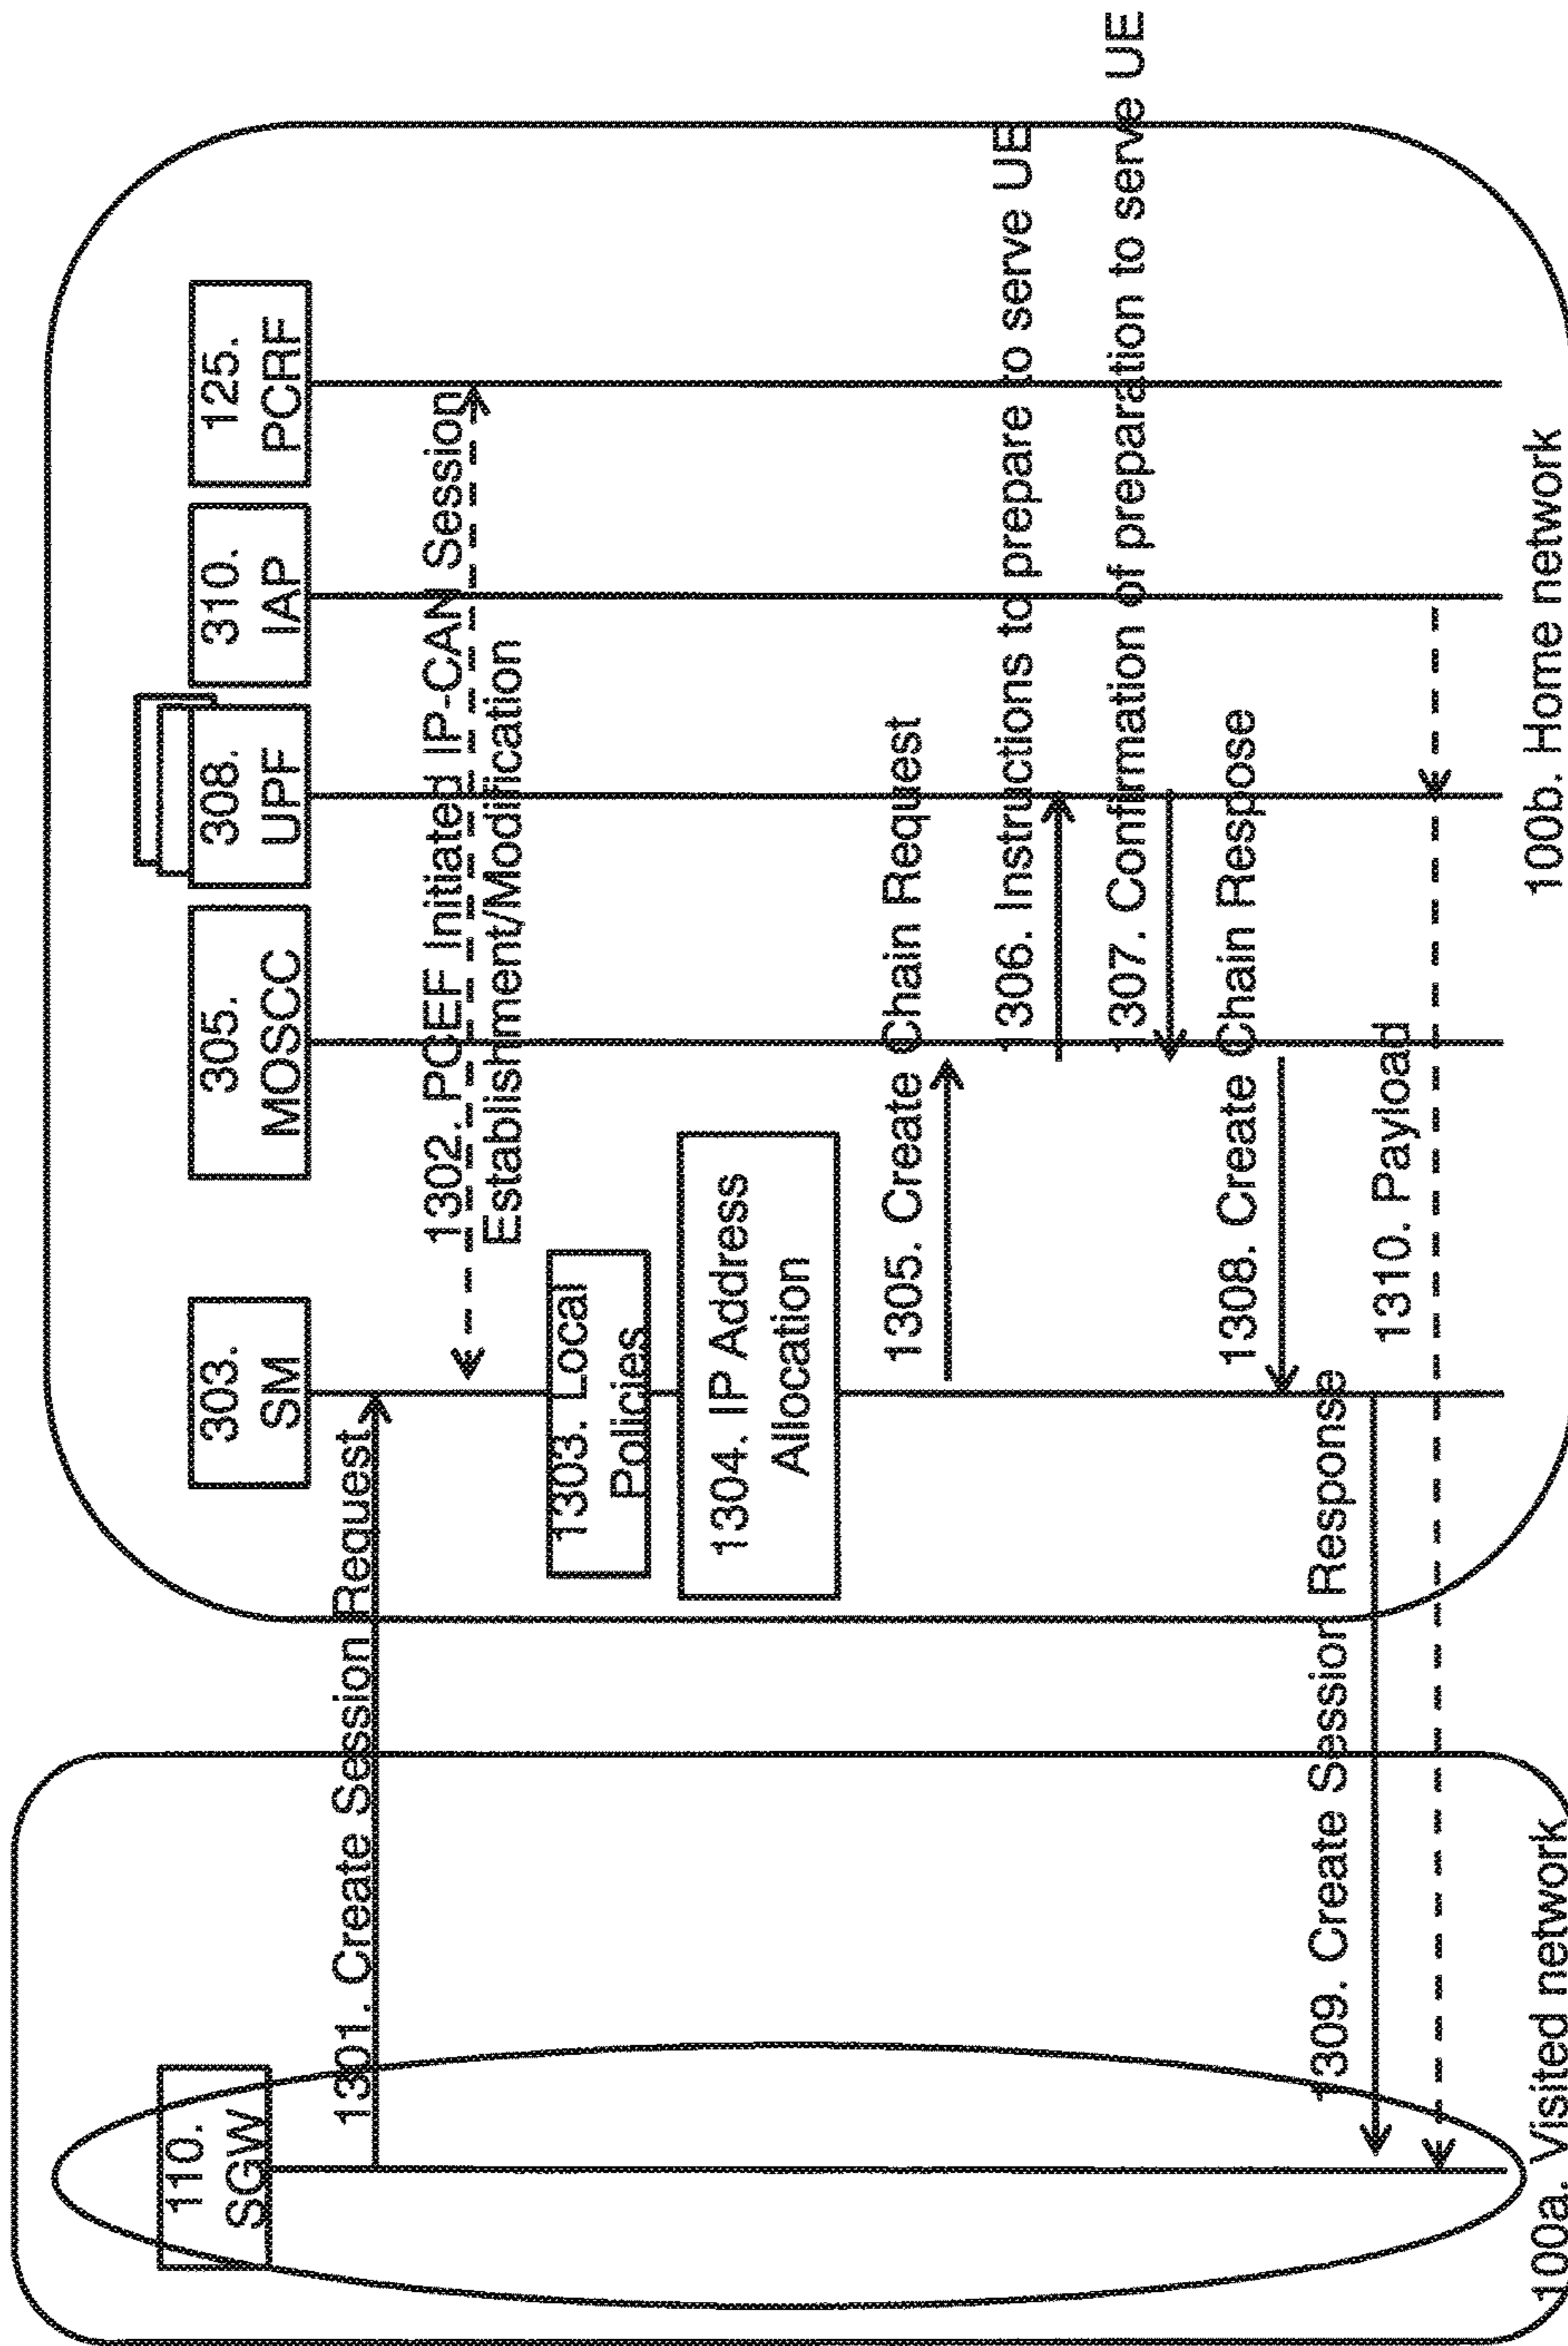 110.
SGW
303.
SM
305.
MOSCC
308.
UPF
310.
IAP
125.
PCRF
1301. Create Session Request
1302. PCEF Initiated IP-CAN Session
Establishment/Modification
1303. Local
Policies
1304. IP Address
Allocation
1305. Create Chain Request
1306. Instructions to prepare to serve UE
1307. Confirmation of preparation to serve UE
1308. Create Chain Respose
1309. Create Session Response
1310. Payload
100a. Visited network
100b. Home network